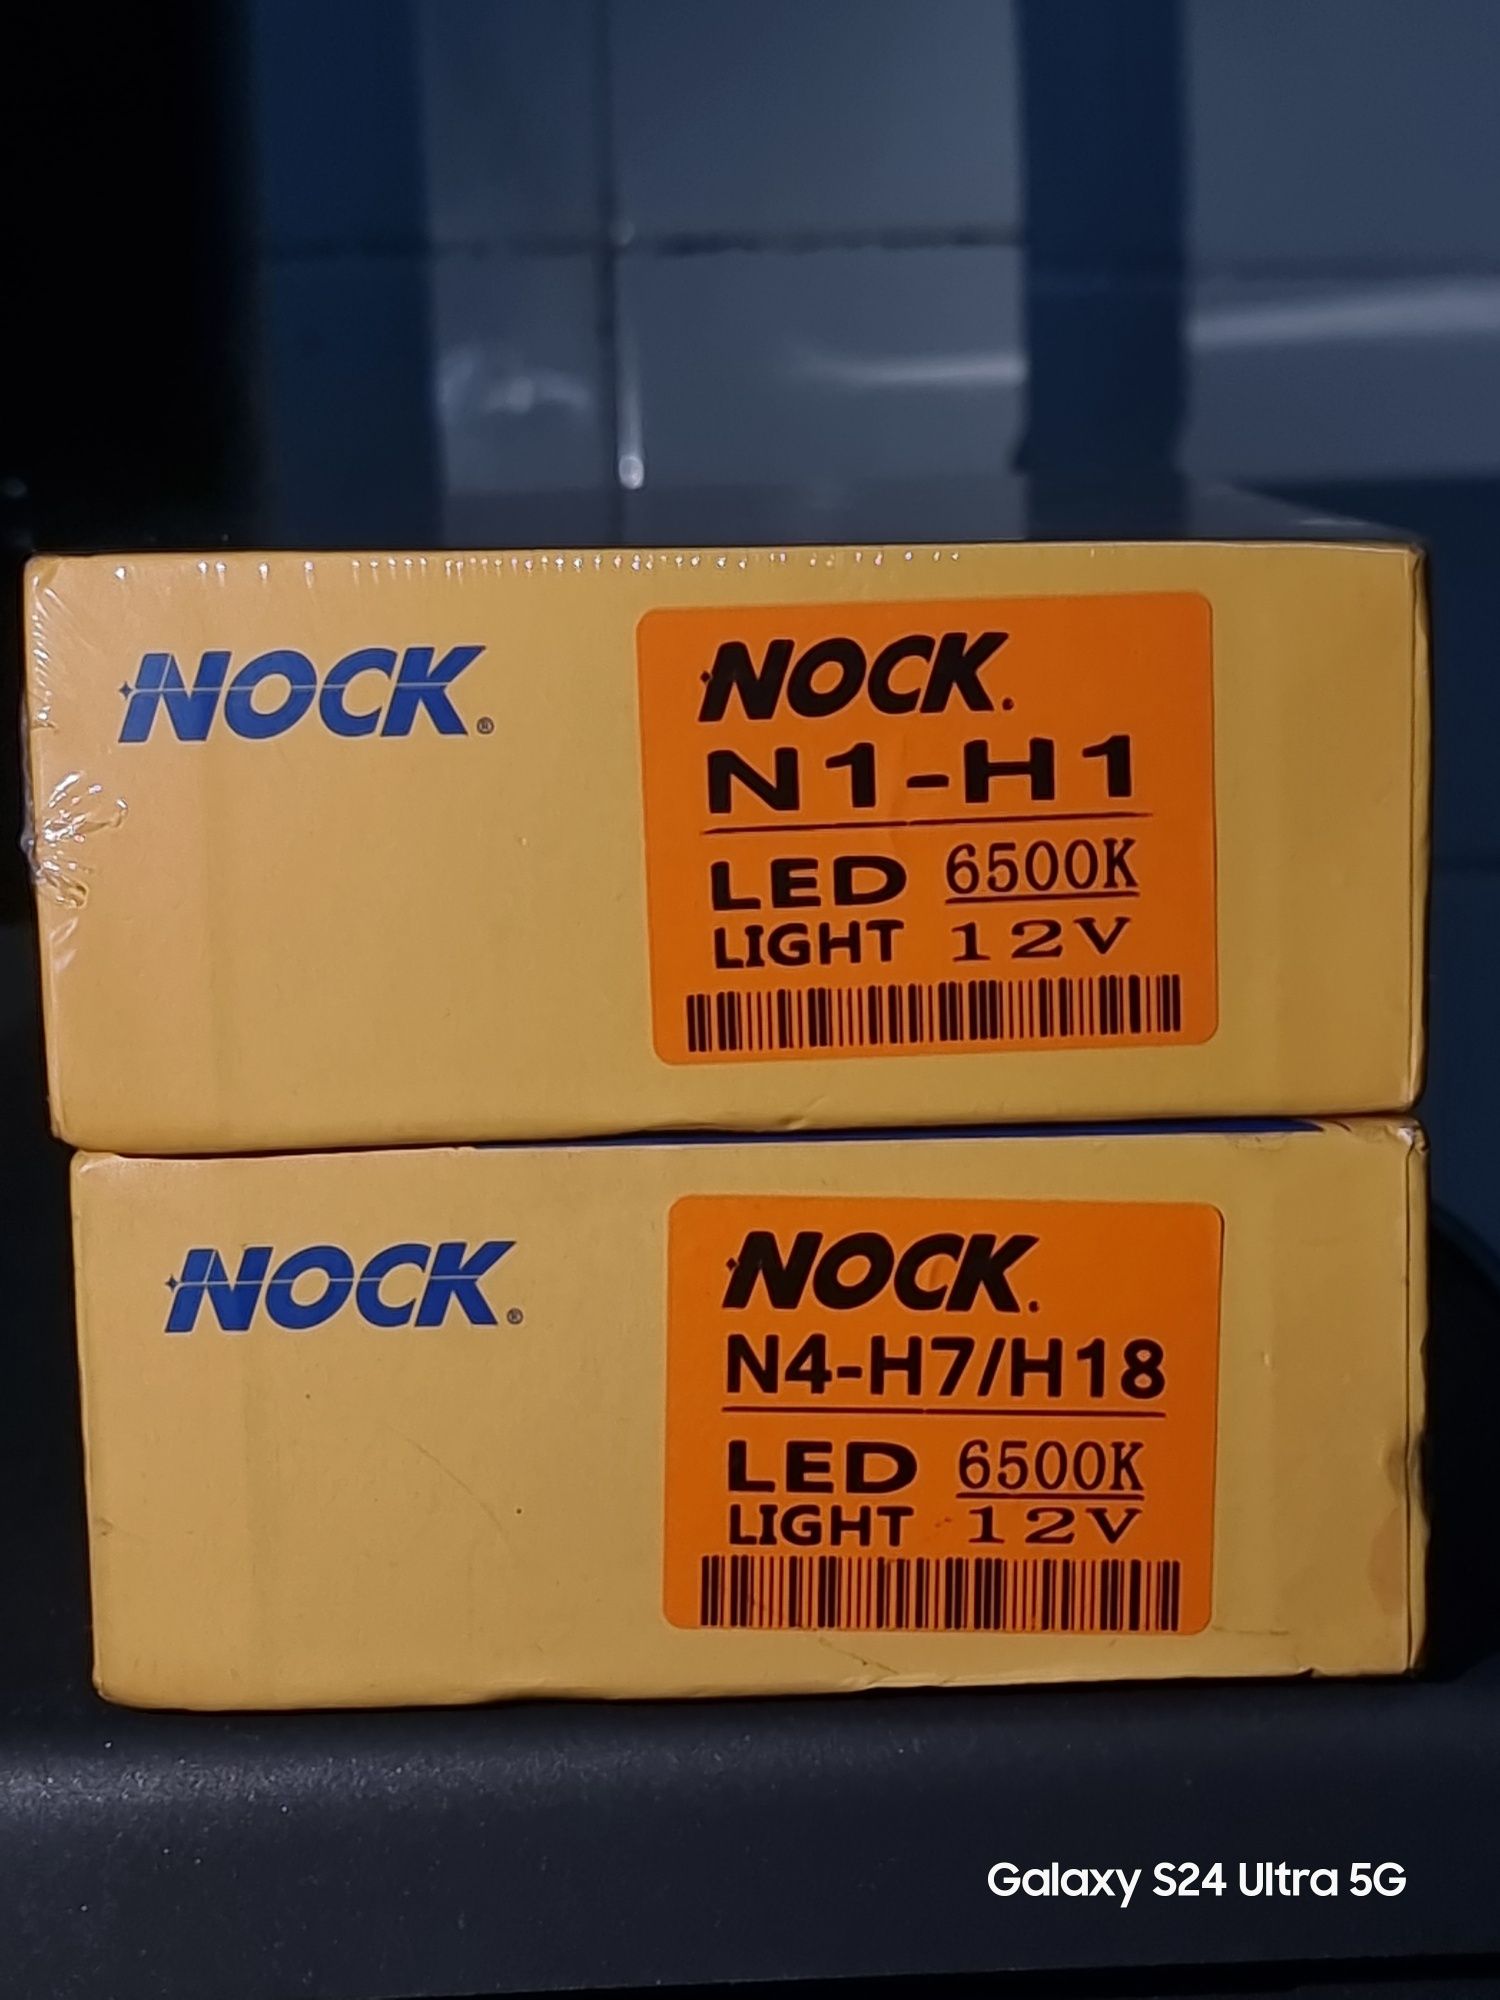 NOCK®
NOCK.
N1-H1
LED 6500K
LIGHT 12V
NOCK®
NOCK.
N4-H7/H18
LED 6500K
LIGHT 12V
Galaxy S24 Ultra 5G